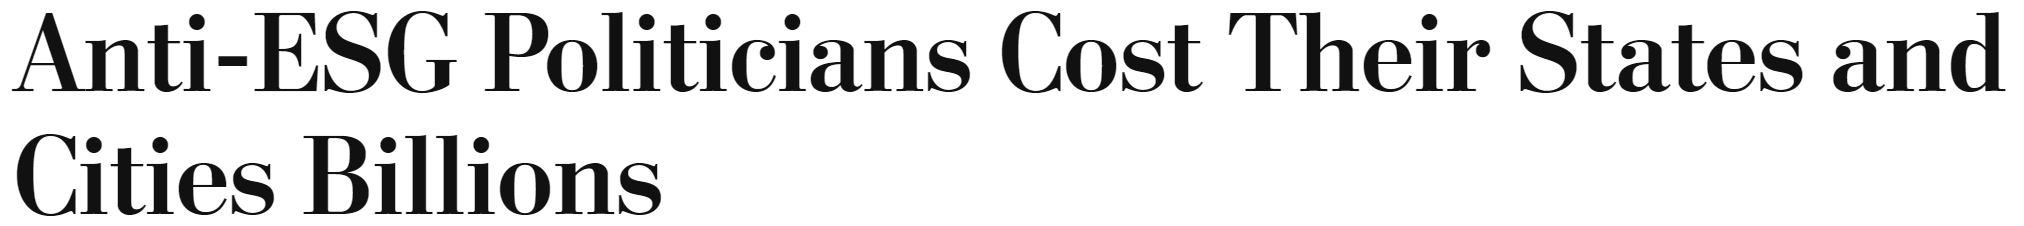 Anti-ESG Politicians Cost Their States and
Cities Billions